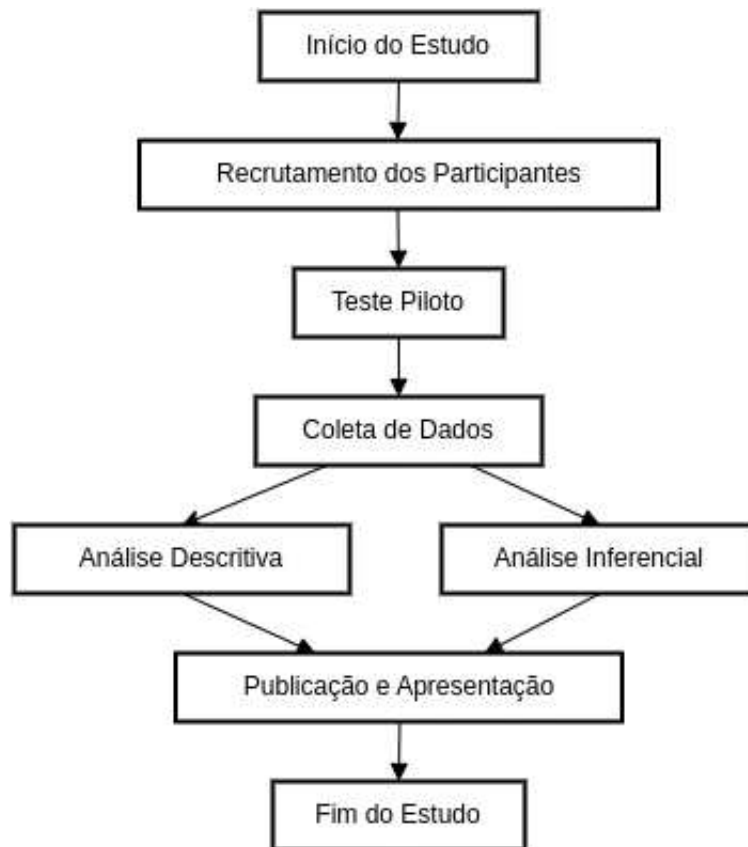 Início do Estudo
Recrutamento dos Participantes
Teste Piloto
Coleta de Dados
Análise Descritiva
Análise Inferencial
Publicação e Apresentação
Fim do Estudo